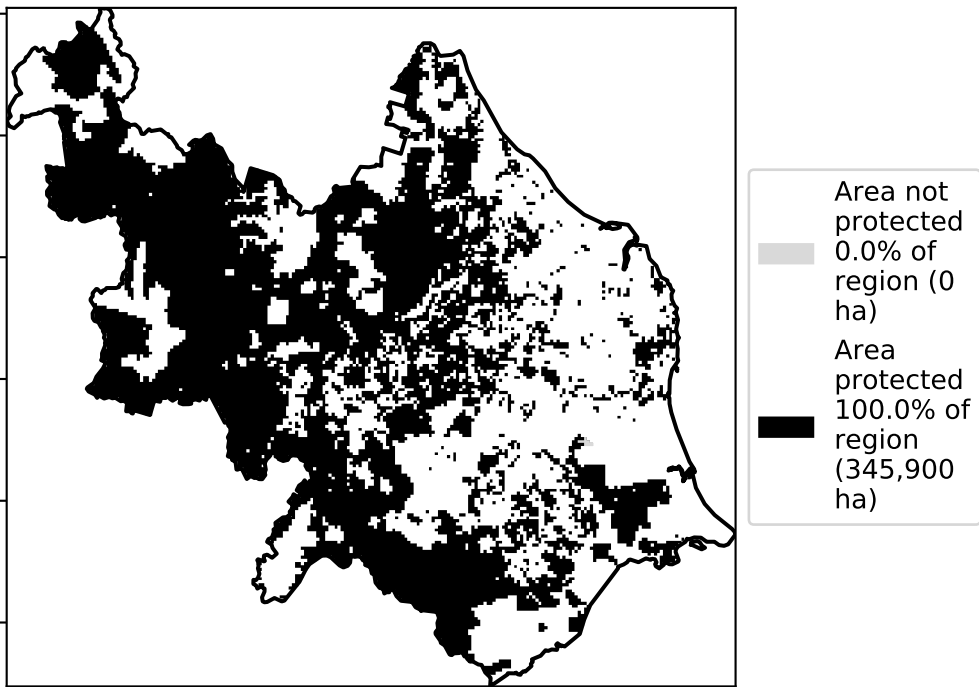 Area not
protected
0.0% of
region (0
ha)
Area
protected
100.0% of
region
(345,900
ha)